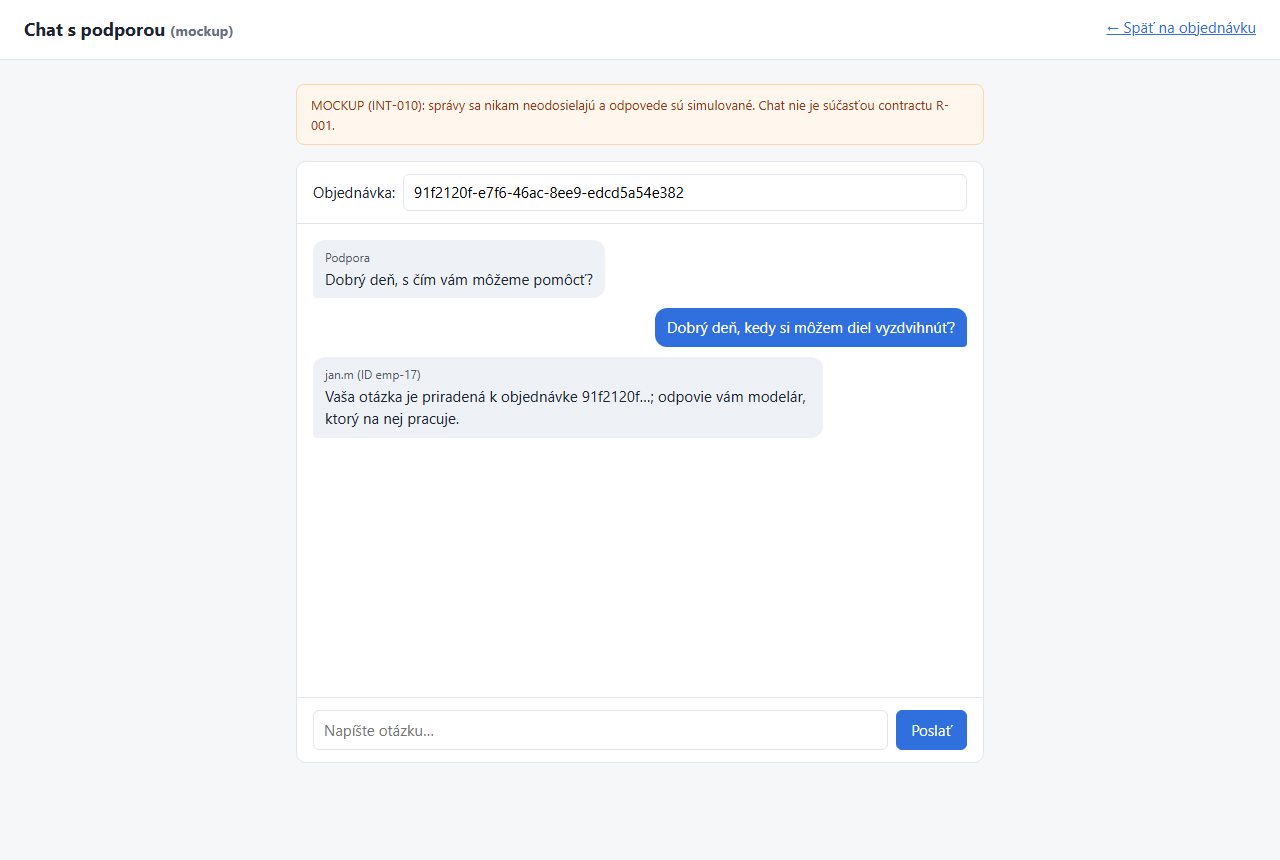 Chat s podporou (mockup)
← Späť na objednávku
MOCKUP (INT-010): správy sa nikam neodosielajú a odpovede sú simulované. Chat nie je súčasťou contractu R-
001.
Objednávka: 91f2120f-e7f6-46ac-8ee9-edcd5a54e382
Podpora
Dobrý deň, s čím vám môžeme pomôcť?
Dobrý deň, kedy si môžem diel vyzdvihnúť?
jan.m (ID emp-17)
Vaša otázka je priradená k objednávke 91f2120f…; odpovie vám modelár,
ktorý na nej pracuje.
Napíšte otázku…
Poslať